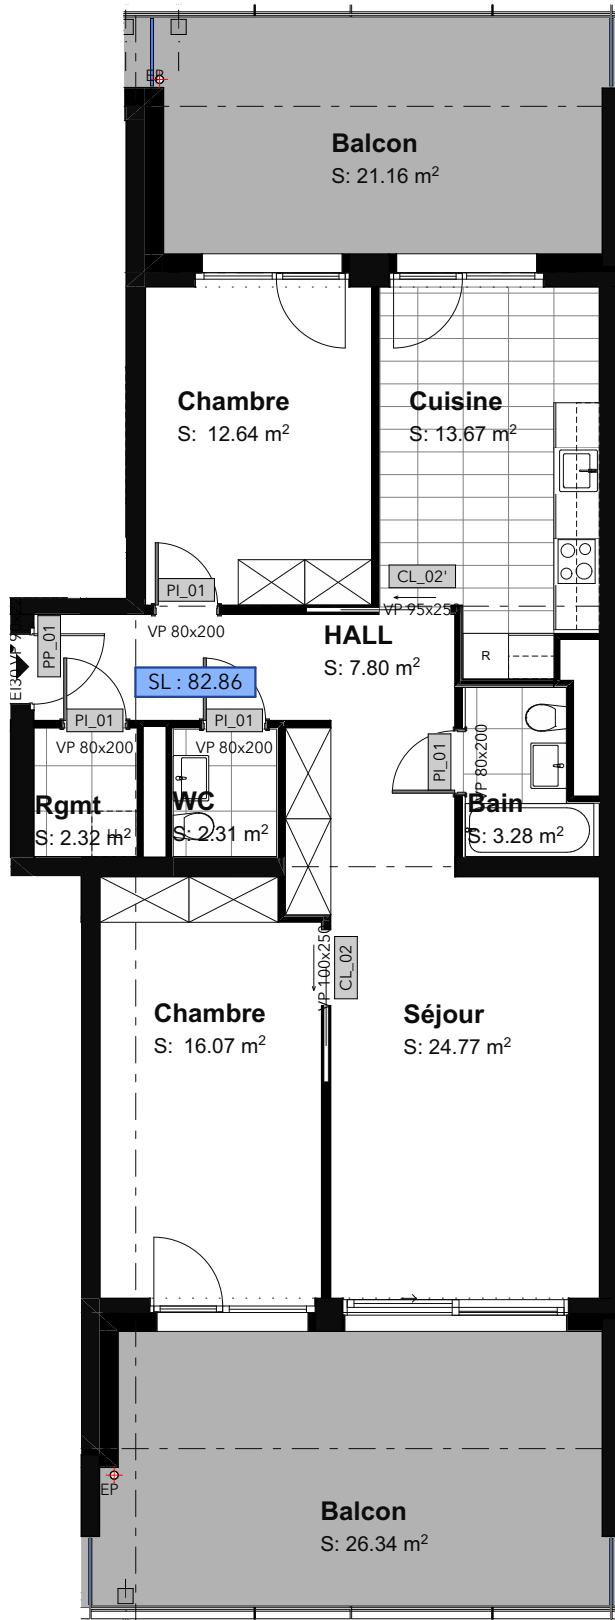 EP
Balcon
S: 21.16 m²
Chambre
S: 12.64 m²
Cuisine
S: 13.67 m²
PI_01
VP 80x200
CL_02'
VP 95x250
HALL
S: 7.80 m²
R
PP_01
EI30 VP
SL : 82.86
PI_01
VP 80x200
PI_01
VP 80x200
PI_01
VP 80x200
Rgmt
S: 2.32 m²
WC
S: 2.31 m²
Bain
S: 3.28 m²
VP 100x250
CL_02
Chambre
S: 16.07 m²
Séjour
S: 24.77 m²
EP
Balcon
S: 26.34 m²